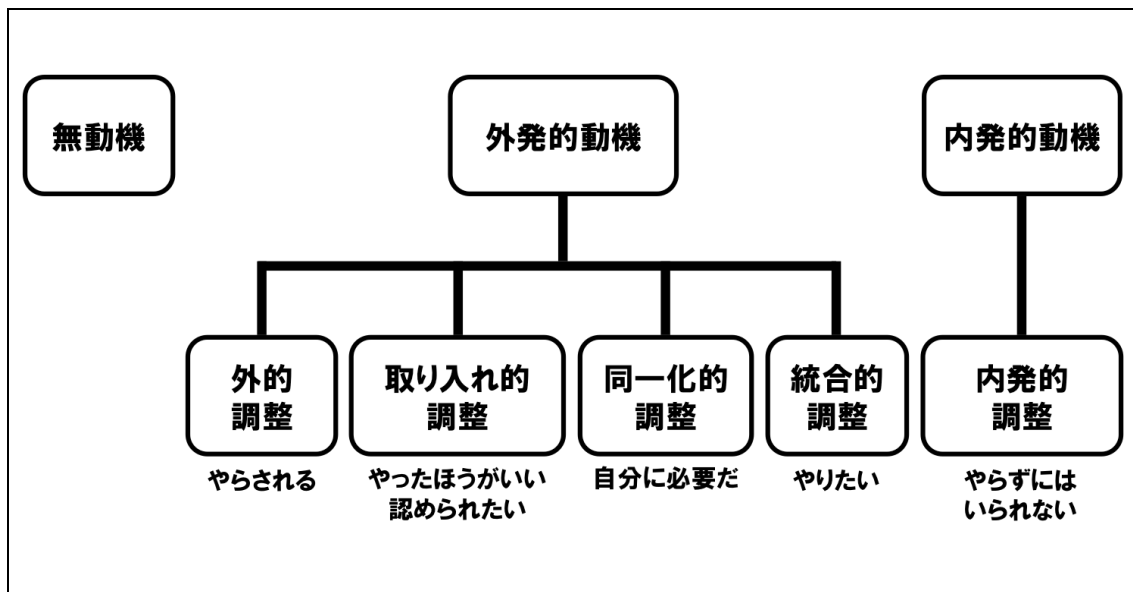 無動機
外発的動機
内発的動機
外的
調整
取り入れ的
調整
同一化的
調整
統合的
調整
内発的
調整
やらされる
やったほうがいい
認められたい
自分に必要だ
やりたい
やらずには
いられない